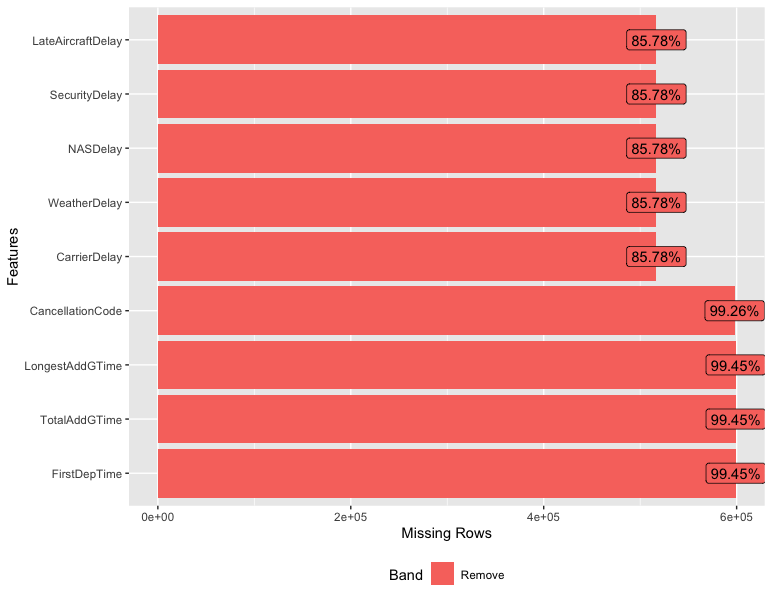 Features
LateAircraftDelay 85.78%
SecurityDelay 85.78%
NASDelay 85.78%
WeatherDelay 85.78%
CarrierDelay 85.78%
CancellationCode 99.26%
LongestAddGTime 99.45%
TotalAddGTime 99.45%
FirstDepTime 99.45%
0e+00 2e+05 4e+05 6e+05
Missing Rows
Band Remove